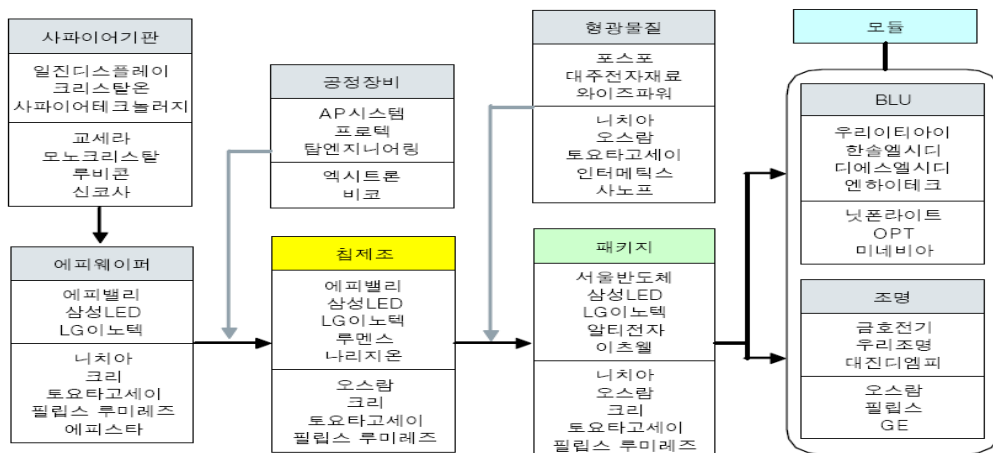 사파이어기판
일진디스플레이
크리스탈온
사파이어테크놀러지
교세라
모노크리스탈
루비콘
신코사
공정장비
AP시스템
프로텍
탑엔지니어링
엑시트론
비코
형광물질
포스포
대주전자재료
와이즈파워
니치아
오스람
토요타고세이
인터메틱스
사노프
모듈
BLU
우리이티아이
한솔엘시디
디에스엘시디
엔하이테크
닛폰라이트
OPT
미네비아
에피웨이퍼
에피밸리
삼성LED
LG이노텍
니치아
크리
토요타고세이
필립스 루미레즈
에피스타
칩제조
에피밸리
삼성LED
LG이노텍
루멘스
나리지온
오스람
크리
토요타고세이
필립스 루미레즈
패키지
서울반도체
삼성LED
LG이노텍
알티전자
이츠웰
니치아
오스람
크리
토요타고세이
필립스 루미레즈
조명
금호전기
우리조명
대진디엠피
오스람
필립스
GE